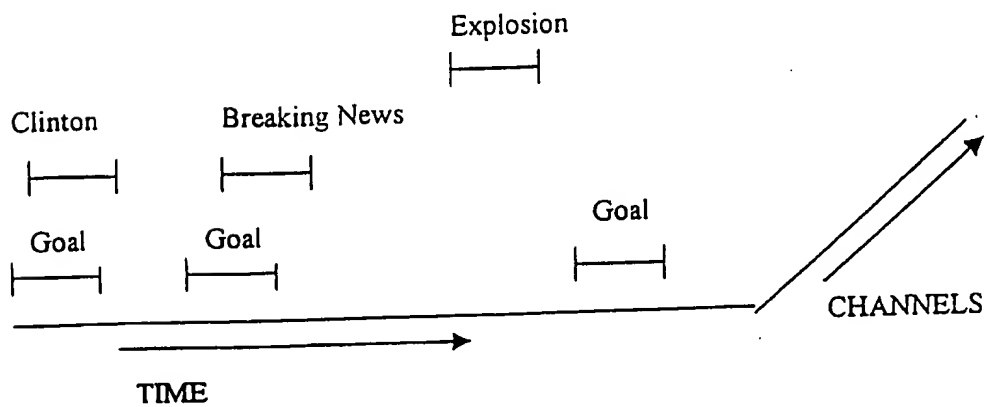 Explosion
Clinton
Breaking News
Goal
Goal
Goal
CHANNELS
TIME